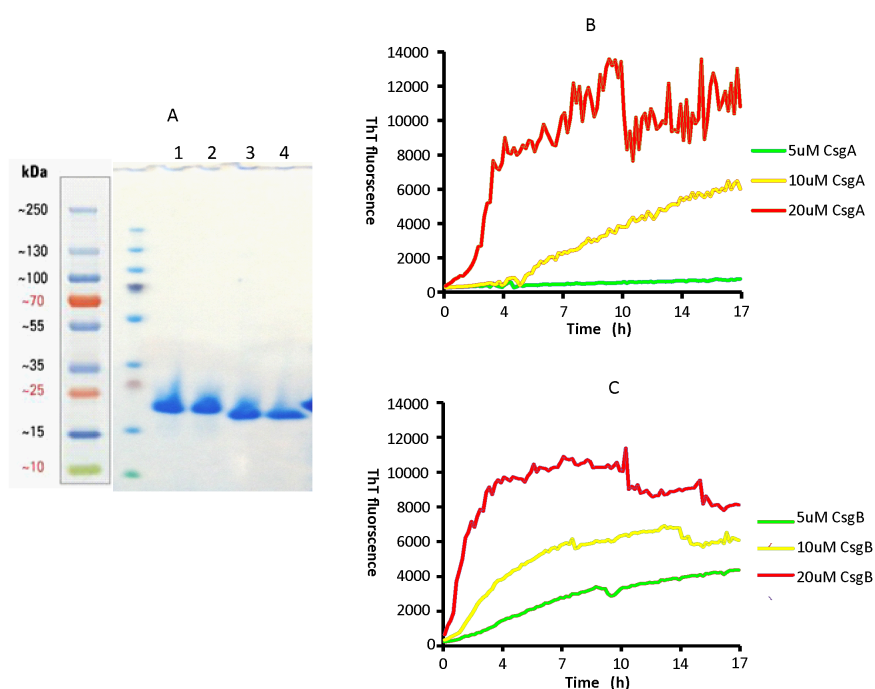 A
1 2 3 4
kDa
~250
~130
~100
~70
~55
~35
~25
~15
~10
B
ThT fluorscence
14000
12000
10000
8000
6000
4000
2000
0
0 4 7 10 14 17
Time (h)
5uM CsgA
10uM CsgA
20uM CsgA
C
ThT fluorscence
14000
12000
10000
8000
6000
4000
2000
0
0 4 7 10 14 17
Time (h)
5uM CsgB
10uM CsgB
20uM CsgB